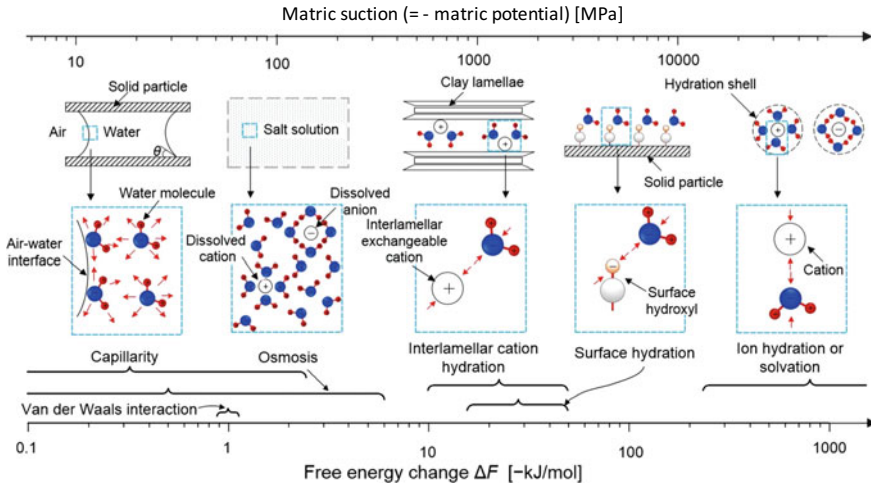 Matric suction (= - matric potential) [MPa]
10
100
1000
10000
Solid particle
Air
Water
θ
Salt solution
Clay lamellae
+
+
Hydration shell
+
−
Solid particle
Water molecule
Air-water
interface
Dissolved
anion
−
Dissolved
cation
+
Interlamellar
exchangeable
cation
+
−
Surface
hydroxyl
+
Cation
Capillarity
Osmosis
Interlamellar cation
hydration
Surface hydration
Ion hydration or
solvation
Van der Waals interaction
0.1
1
10
100
1000
Free energy change ΔF [−kJ/mol]